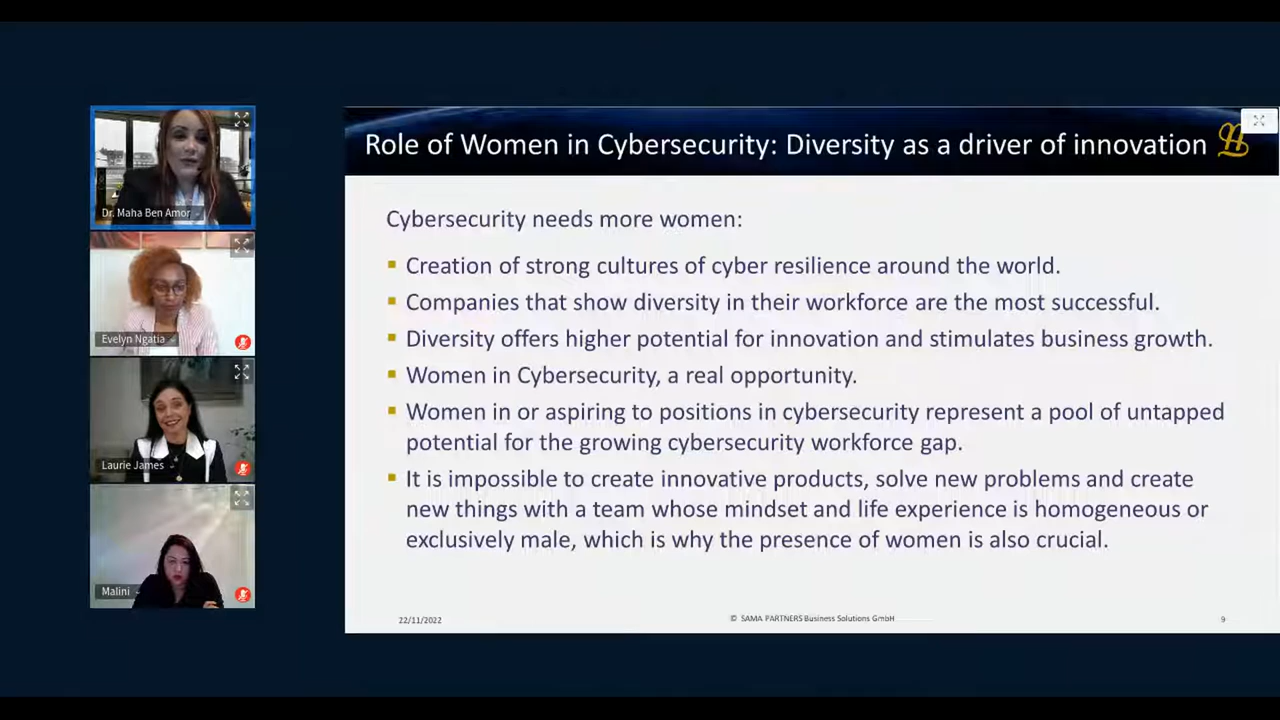 Dr. Maha Ben Amor
Evelyn Ngatia
Laurie James
Malini
Role of Women in Cybersecurity: Diversity as a driver of innovation
Cybersecurity needs more women:
▪ Creation of strong cultures of cyber resilience around the world.
▪ Companies that show diversity in their workforce are the most successful.
▪ Diversity offers higher potential for innovation and stimulates business growth.
▪ Women in Cybersecurity, a real opportunity.
▪ Women in or aspiring to positions in cybersecurity represent a pool of untapped
potential for the growing cybersecurity workforce gap.
▪ It is impossible to create innovative products, solve new problems and create
new things with a team whose mindset and life experience is homogeneous or
exclusively male, which is why the presence of women is also crucial.
22/11/2022
© SAMA PARTNERS Business Solutions GmbH
9